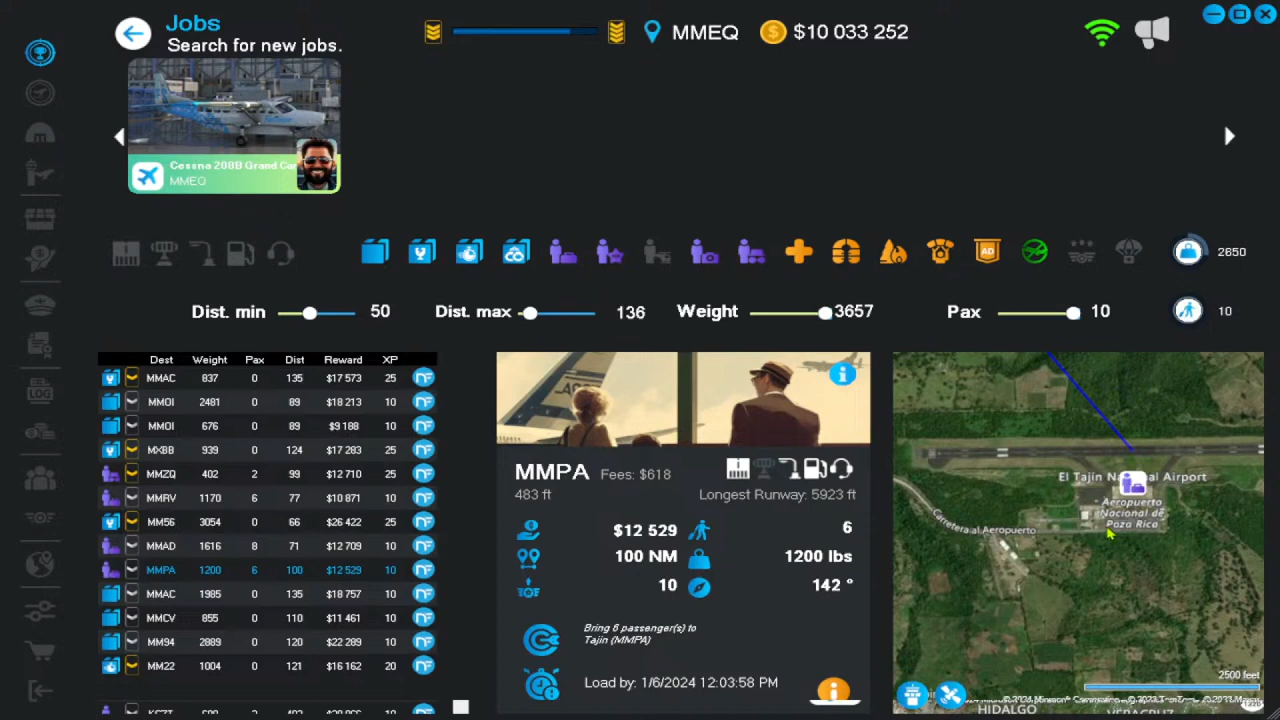 Jobs
Search for new jobs.
MMEQ
$10 033 252
Cessna 208B Grand Car
MMEQ
2650
Dist. min 50
Dist. max 136
Weight 3657
Pax 10
10
Dest Weight Pax Dist Reward XP
MMAC 837 0 135 $17 573 25
MMOI 2481 0 89 $18 213 10
MMOI 676 0 89 $9 188 10
MXBB 939 0 124 $17 283 25
MMZQ 402 2 99 $12 710 25
MMRV 1170 6 77 $10 871 10
MM56 3054 0 66 $26 422 25
MMAD 1616 8 71 $12 709 10
MMPA 1200 6 100 $12 529 10
MMAC 1985 0 135 $18 757 10
MMCV 855 0 110 $11 461 10
MM94 2889 0 120 $22 289 10
MM22 1004 0 121 $16 162 20
MMPA Fees: $618
483 ft
Longest Runway: 5923 ft
$12 529
6
100 NM
1200 lbs
10
142 °
Bring 6 passenger(s) to
Tajin (MMPA)
Load by: 1/6/2024 12:03:58 PM
El Tajín National Airport
Aeropuerto
Nacional de
Poza Rica
Carretera al Aeropuerto
2500 feet
HIDALGO
VERACRUZ
LOG
AD